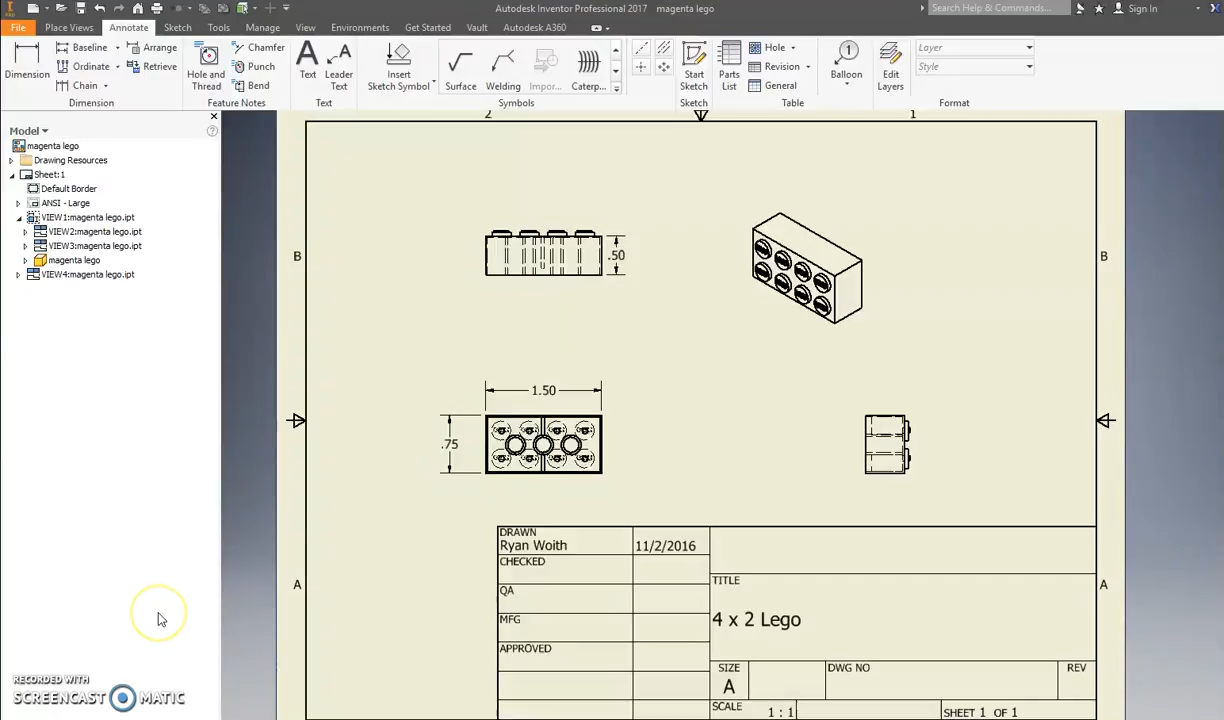 Autodesk Inventor Professional 2017 magenta lego
Search Help & Commands...
Sign In
File Place Views Annotate Sketch Tools Manage View Environments Get Started Vault Autodesk A360
Dimension
Baseline
Ordinate
Chain
Arrange
Retrieve
Dimension
Hole and
Thread
Chamfer
Punch
Bend
Feature Notes
Text
Leader
Text
Text
Insert
Sketch Symbol
Surface
Welding
Impor...
Caterp...
Symbols
Start
Sketch
Sketch
Parts
List
Hole
Revision
General
Table
Balloon
Edit
Layers
Layer
Style
Format
Model
magenta lego
Drawing Resources
Sheet:1
Default Border
ANSI - Large
VIEW1:magenta lego.ipt
VIEW2:magenta lego.ipt
VIEW3:magenta lego.ipt
magenta lego
VIEW4:magenta lego.ipt
2
1
B
B
.50
1.50
.75
A
A
DRAWN
Ryan Woith
11/2/2016
CHECKED
QA
MFG
APPROVED
TITLE
4 x 2 Lego
SIZE
A
DWG NO
REV
SCALE
1 : 1
SHEET 1 OF 1
RECORDED WITH
SCREENCAST MATIC